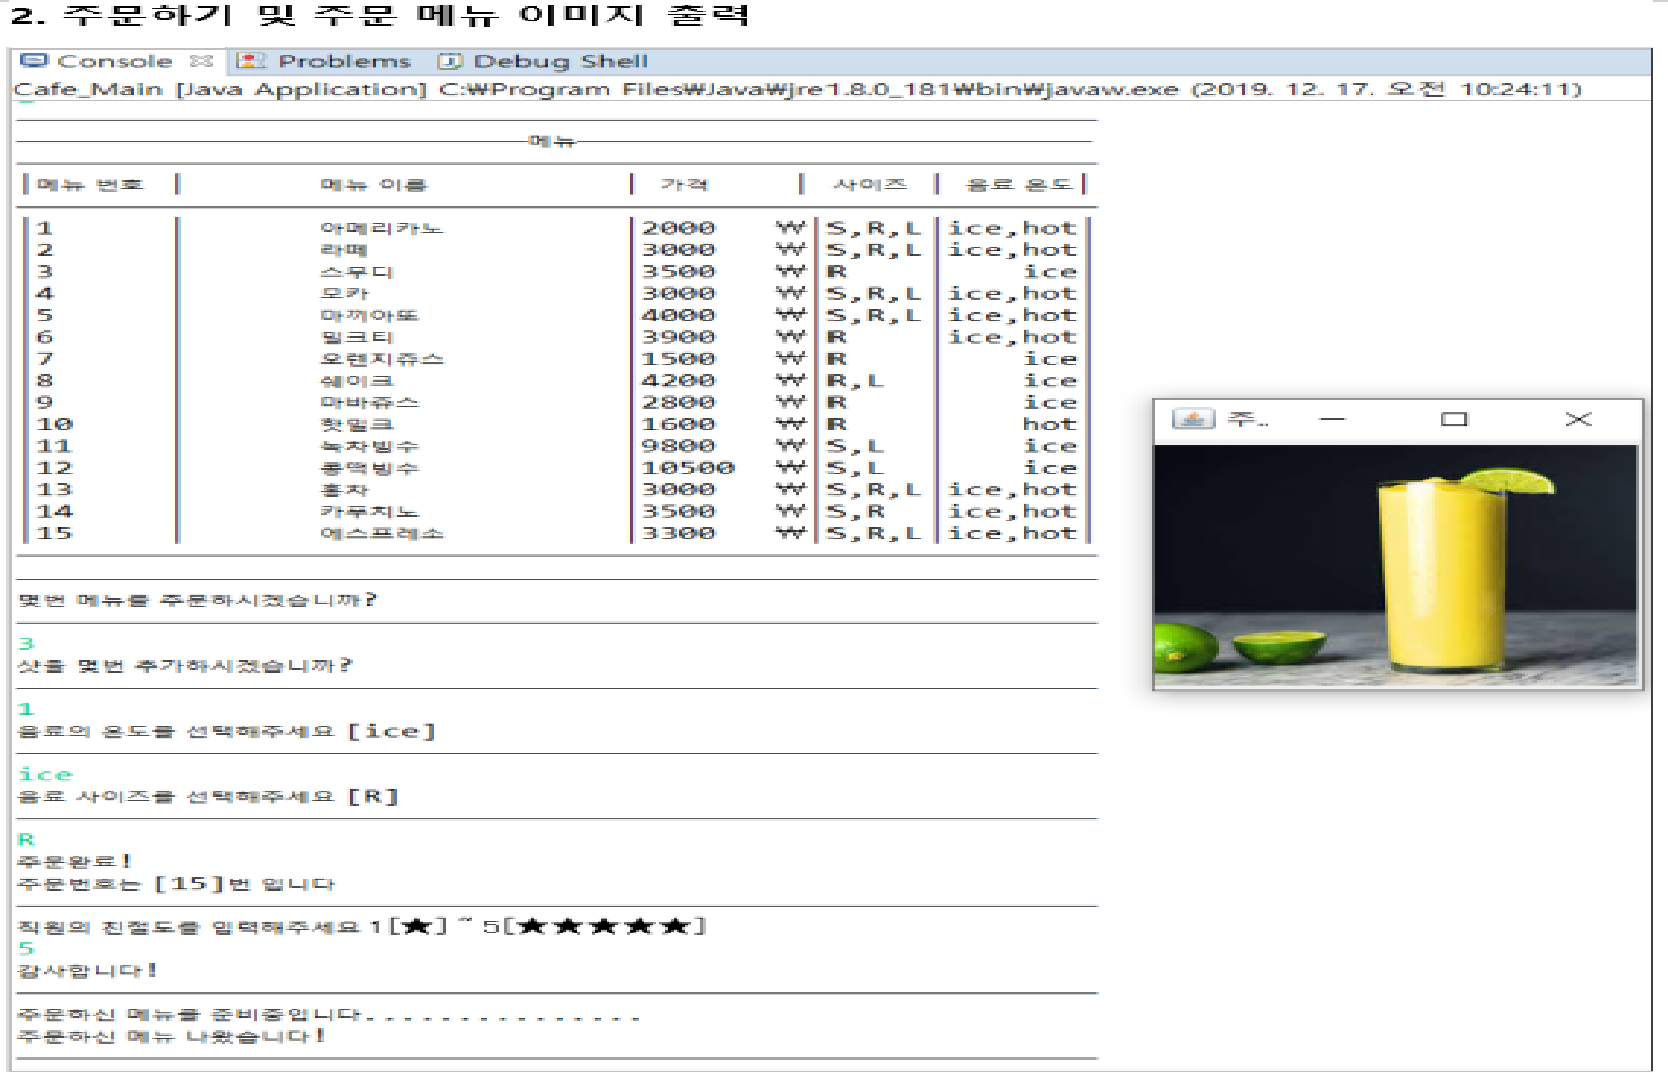 2. 주문하기 및 주문 메뉴 이미지 출력
Console Problems Debug Shell
Cafe_Main [Java Application] C:₩Program Files₩Java₩jre1.8.0_181₩bin₩javaw.exe (2019. 12. 17. 오전 10:24:11)
메뉴
|메뉴 번호 | 메뉴 이름 | 가격 | 사이즈 | 음료 온도|
|1 | 아메리카노 |2000 ₩|S,R,L|ice,hot|
|2 | 라떼 |3000 ₩|S,R,L|ice,hot|
|3 | 스무디 |3500 ₩|R | ice|
|4 | 모카 |3000 ₩|S,R,L|ice,hot|
|5 | 마끼아또 |4000 ₩|S,R,L|ice,hot|
|6 | 밀크티 |3900 ₩|R |ice,hot|
|7 | 오렌지쥬스 |1500 ₩|R | ice|
|8 | 쉐이크 |4200 ₩|R,L | ice|
|9 | 마바쥬스 |2800 ₩|R | ice|
|10 | 핫밀크 |1600 ₩|R | hot|
|11 | 녹차빙수 |9800 ₩|S,L | ice|
|12 | 콩떡빙수 |10500 ₩|S,L | ice|
|13 | 홍차 |3000 ₩|S,R,L|ice,hot|
|14 | 카푸치노 |3500 ₩|S,R |ice,hot|
|15 | 에스프레소 |3300 ₩|S,R,L|ice,hot|
몇번 메뉴를 주문하시겠습니까?
3
샷을 몇번 추가하시겠습니까?
1
음료의 온도를 선택해주세요 [ice]
ice
음료 사이즈를 선택해주세요 [R]
R
주문완료!
주문번호는 [15]번 입니다
직원의 친절도를 입력해주세요 1[★] ~ 5[★★★★★]
5
감사합니다!
주문하신 메뉴를 준비중입니다...............
주문하신 메뉴 나왔습니다!
주..